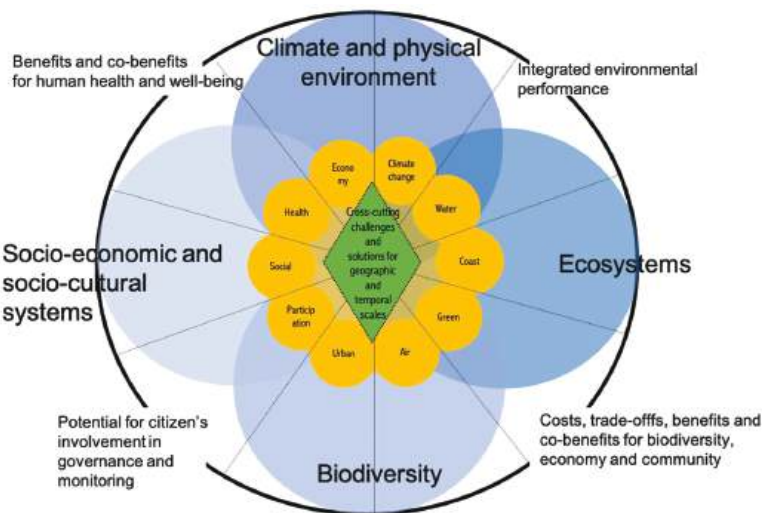 Climate and physical
environment
Benefits and co-benefits
for human health and well-being
Integrated environmental
performance
Econo
my
Climate
change
Health
Water
Cross-cutting
challenges
and
solutions for
geographic
and
temporal
scales
Social
Coast
Socio-economic and
socio-cultural
systems
Ecosystems
Particip
ation
Green
Urban
Air
Potential for citizen's
involvement in
governance and
monitoring
Costs, trade-offfs, benefits and
co-benefits for biodiversity,
economy and community
Biodiversity